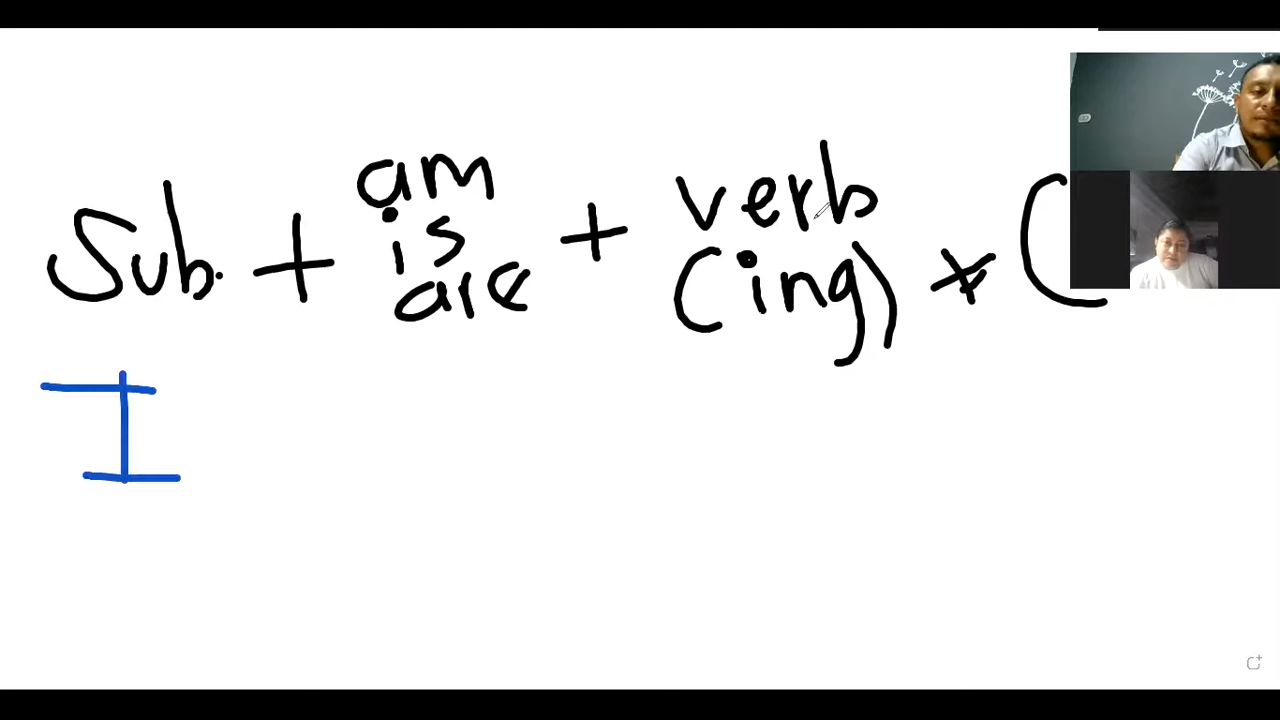 Sub. + am is are + verb (ing) + (
I